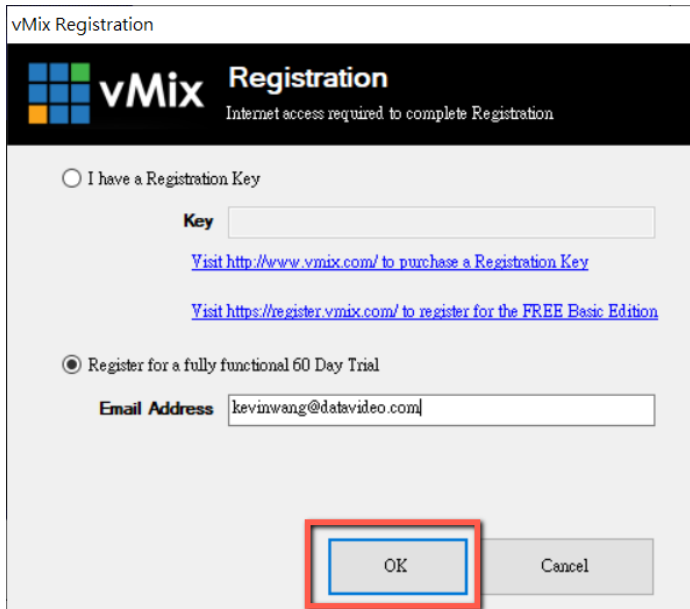 vMix Registration
vMix
Registration
Internet access required to complete Registration
I have a Registration Key
Key
Visit http://www.vmix.com/ to purchase a Registration Key
Visit https://register.vmix.com/ to register for the FREE Basic Edition
Register for a fully functional 60 Day Trial
Email Address kevinwang@datavideo.com
OK Cancel